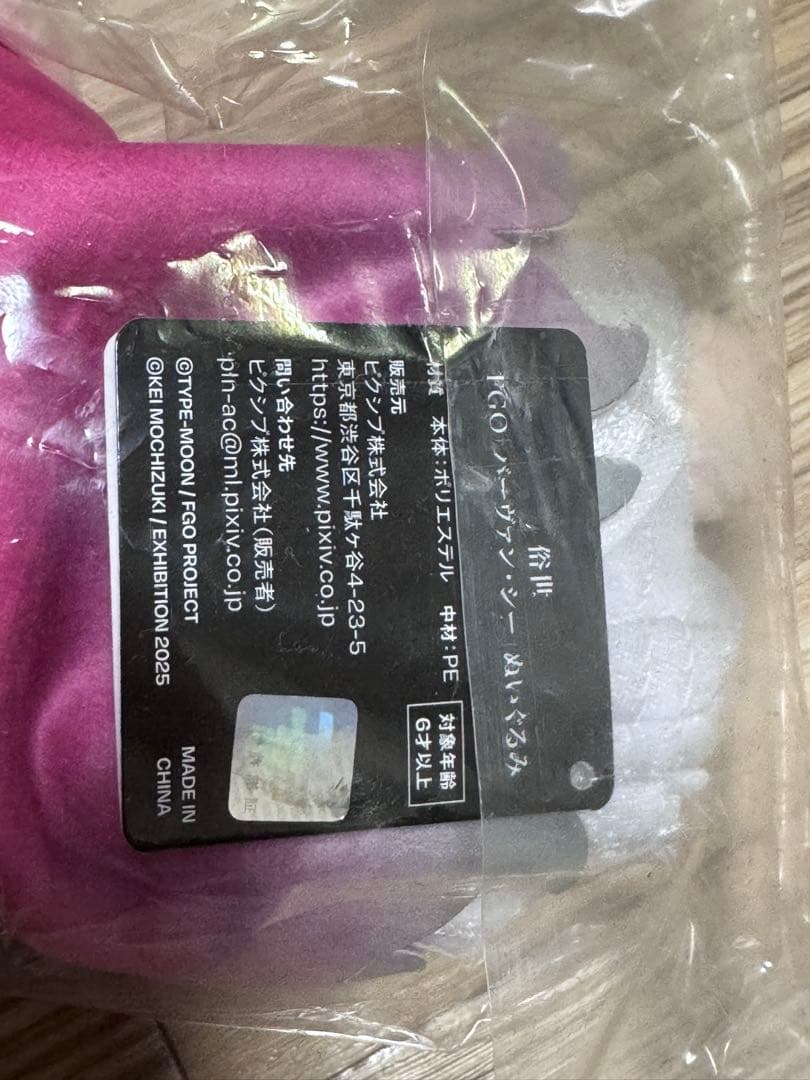 俗世
FGO バーヴァン・シー ぬいぐるみ
材質 本体:ポリエステル 中材:PE
対象年齢
6才以上
販売元
ピクシブ株式会社
東京都渋谷区千駄ヶ谷4-23-5
https://www.pixiv.co.jp
問い合わせ先
ピクシブ株式会社(販売者)
pfn-ac@ml.pixiv.co.jp
©TYPE-MOON / FGO PROJECT
©KEI MOCHIZUKI / EXHIBITION 2025
MADE IN
CHINA